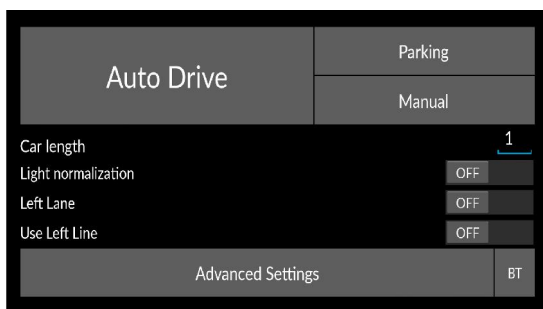 Auto Drive
Parking
Manual
Car length 1
Light normalization OFF
Left Lane OFF
Use Left Line OFF
Advanced Settings BT